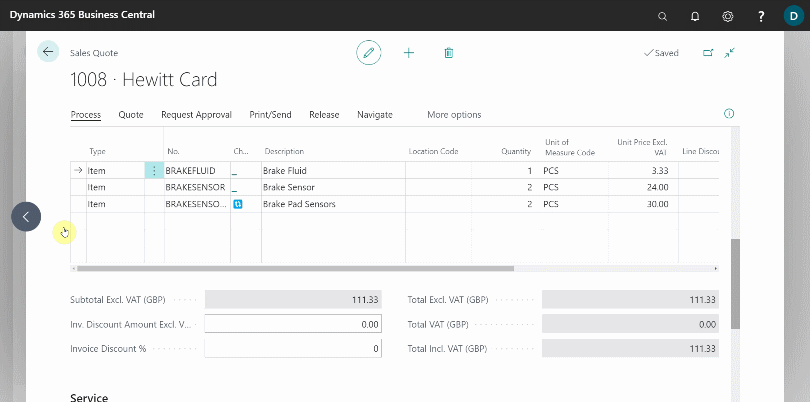 Dynamics 365 Business Central
?
D
Sales Quote
Saved
1008 · Hewitt Card
Process Quote Request Approval Print/Send Release Navigate More options
Type No. Ch... Description Location Code Quantity Unit of Measure Code Unit Price Excl. VAT Line Discou
Item BRAKEFLUID _ Brake Fluid 1 PCS 3.33
Item BRAKESENSOR _ Brake Sensor 2 PCS 24.00
Item BRAKESENSO... Brake Pad Sensors 2 PCS 30.00
Subtotal Excl. VAT (GBP) 111.33 Total Excl. VAT (GBP) 111.33
Inv. Discount Amount Excl. V... 0.00 Total VAT (GBP) 0.00
Invoice Discount % 0 Total Incl. VAT (GBP) 111.33
Service